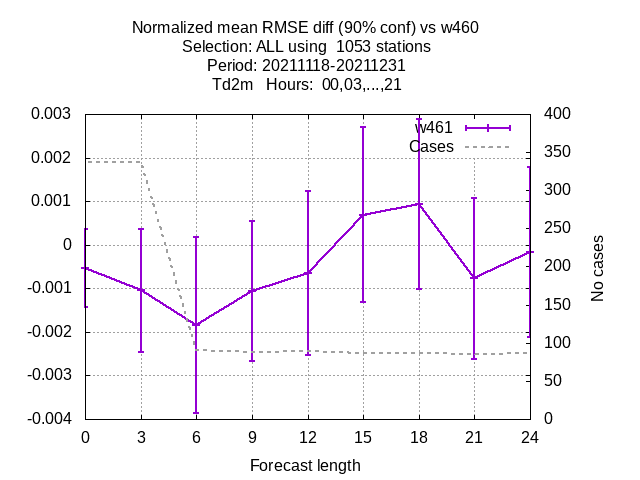 Normalized mean RMSE diff (90% conf) vs w460
Selection: ALL using  1053 stations
Period: 20211118-20211231
Td2m   Hours:  00,03,...,21
w461
Cases
0.003
0.002
0.001
0
-0.001
-0.002
-0.003
-0.004
400
350
300
250
200
150
100
50
0
No cases
0 3 6 9 12 15 18 21 24
Forecast length